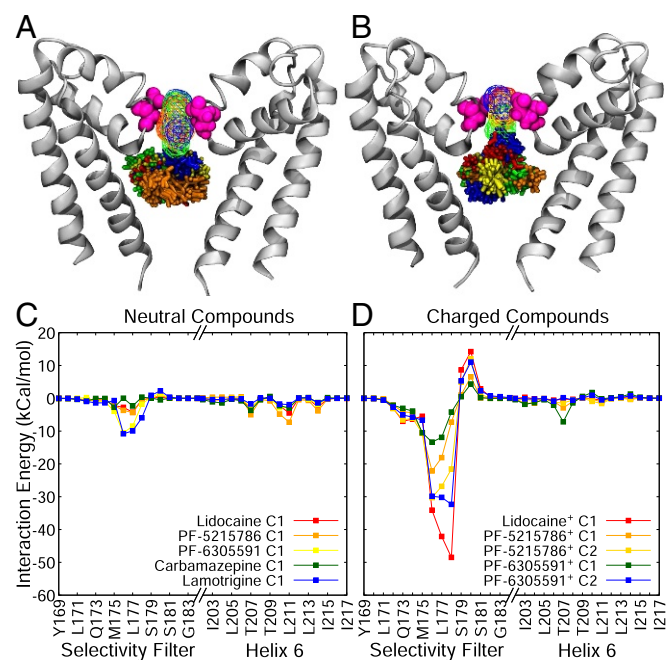 A
B
C
Neutral Compounds
D
Charged Compounds
Interaction Energy (kCal/mol)
20
10
0
-10
-20
-30
-40
-50
-60
Lidocaine C1
PF-5215786 C1
PF-6305591 C1
Carbamazepine C1
Lamotrigine C1
Lidocaine⁺ C1
PF-5215786⁺ C1
PF-5215786⁺ C2
PF-6305591⁺ C1
PF-6305591⁺ C2
Y169
L171
Q173
M175
L177
S179
S181
G183
I203
L205
T207
T209
L211
I215
I217
Y169
L171
Q173
M175
L177
S179
S181
G183
I203
L205
T207
T209
L211
I215
I217
Selectivity Filter
Helix 6
Selectivity Filter
Helix 6